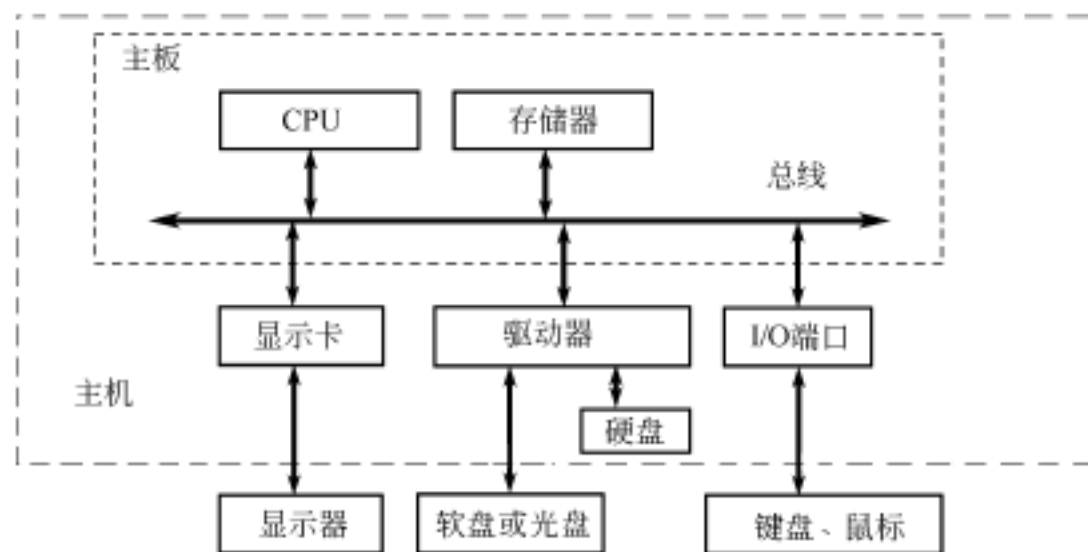 主板
CPU
存储器
总线
显示卡
驱动器
I/O端口
主机
硬盘
显示器
软盘或光盘
键盘、鼠标